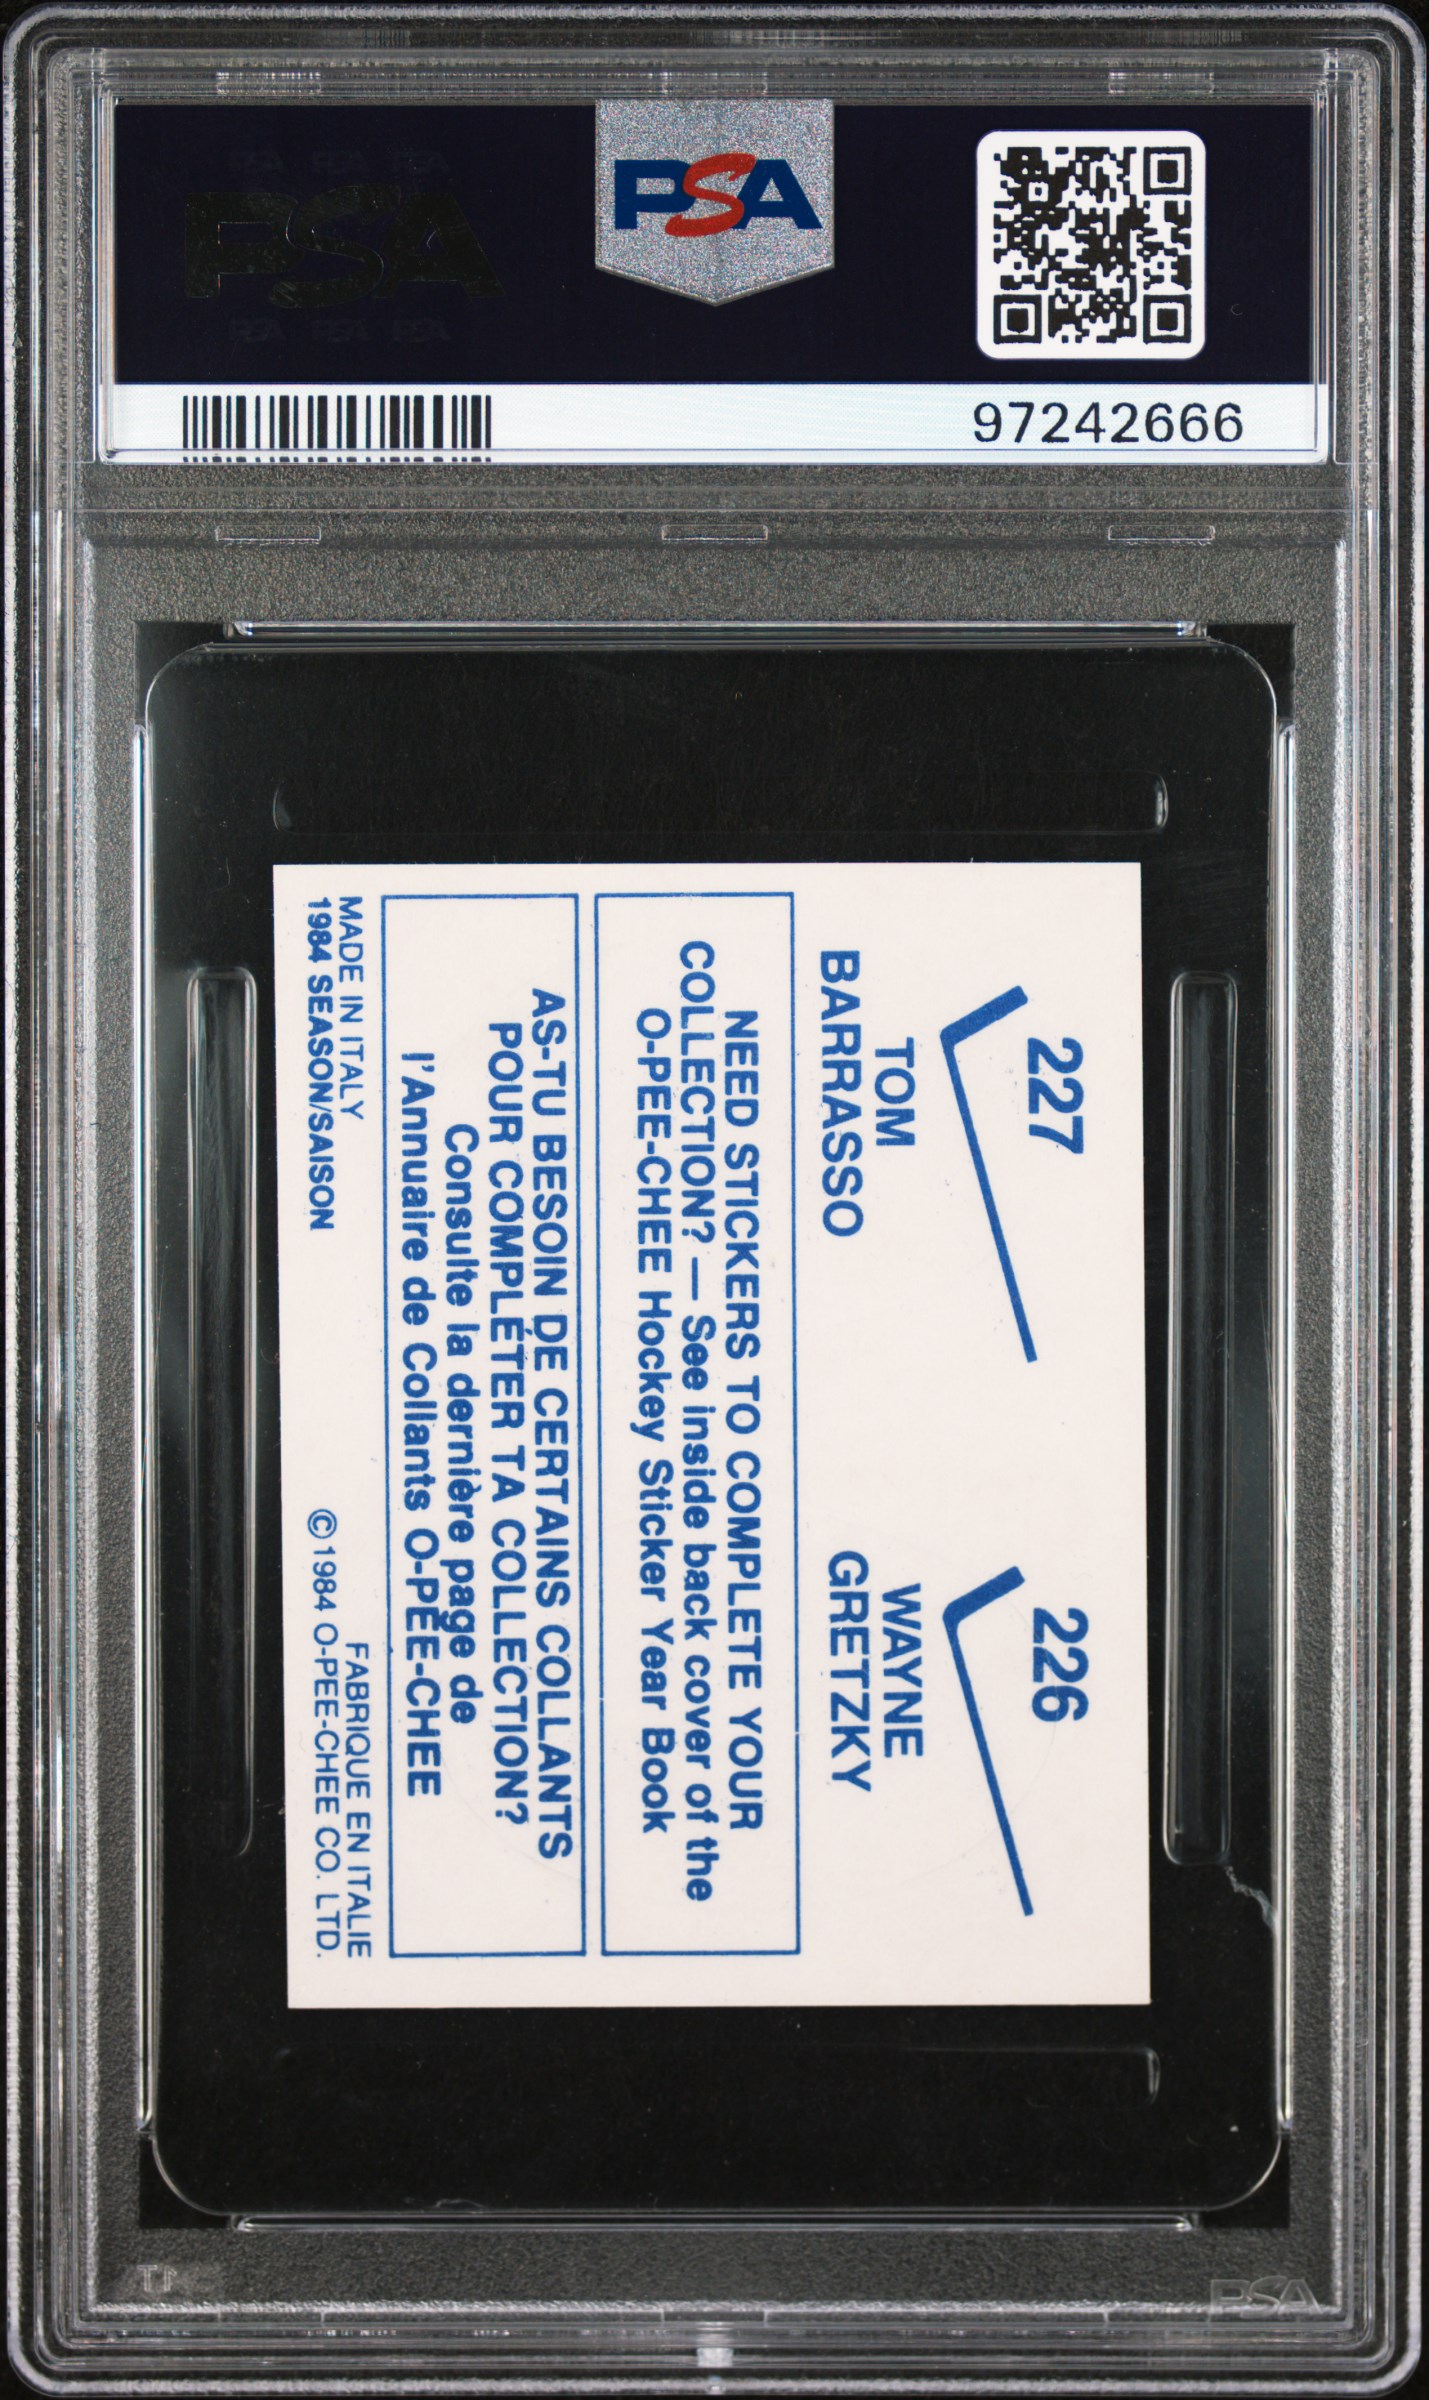 PSA
PSA
97242666
227
TOM
BARRASSO
226
WAYNE
GRETZKY
NEED STICKERS TO COMPLETE YOUR
COLLECTION? — See inside back cover of the
O-PEE-CHEE Hockey Sticker Year Book
AS-TU BESOIN DE CERTAINS COLLANTS
POUR COMPLÉTER TA COLLECTION?
Consulte la dernière page de
l'Annuaire de Collants O-PEE-CHEE
MADE IN ITALY
1984 SEASON/SAISON
FABRIQUE EN ITALIE
© 1984 O-PEE-CHEE CO. LTD.
PSA